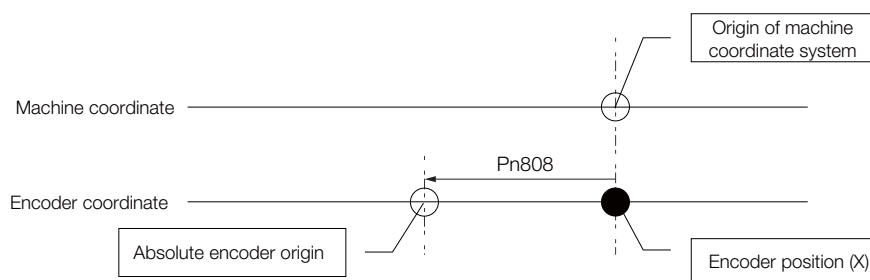 Origin of machine
coordinate system
Machine coordinate
Pn808
Encoder coordinate
Absolute encoder origin
Encoder position (X)